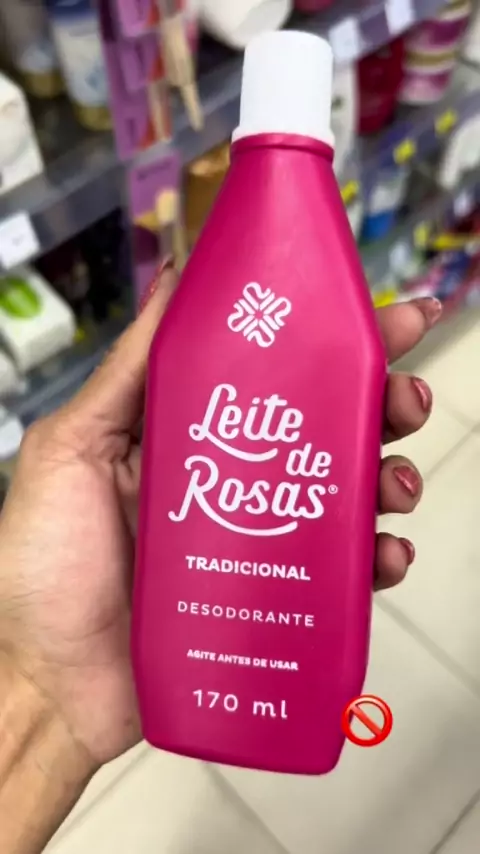 Leite
de
Rosas®
TRADICIONAL
DESODORANTE
AGITE ANTES DE USAR
170 ml